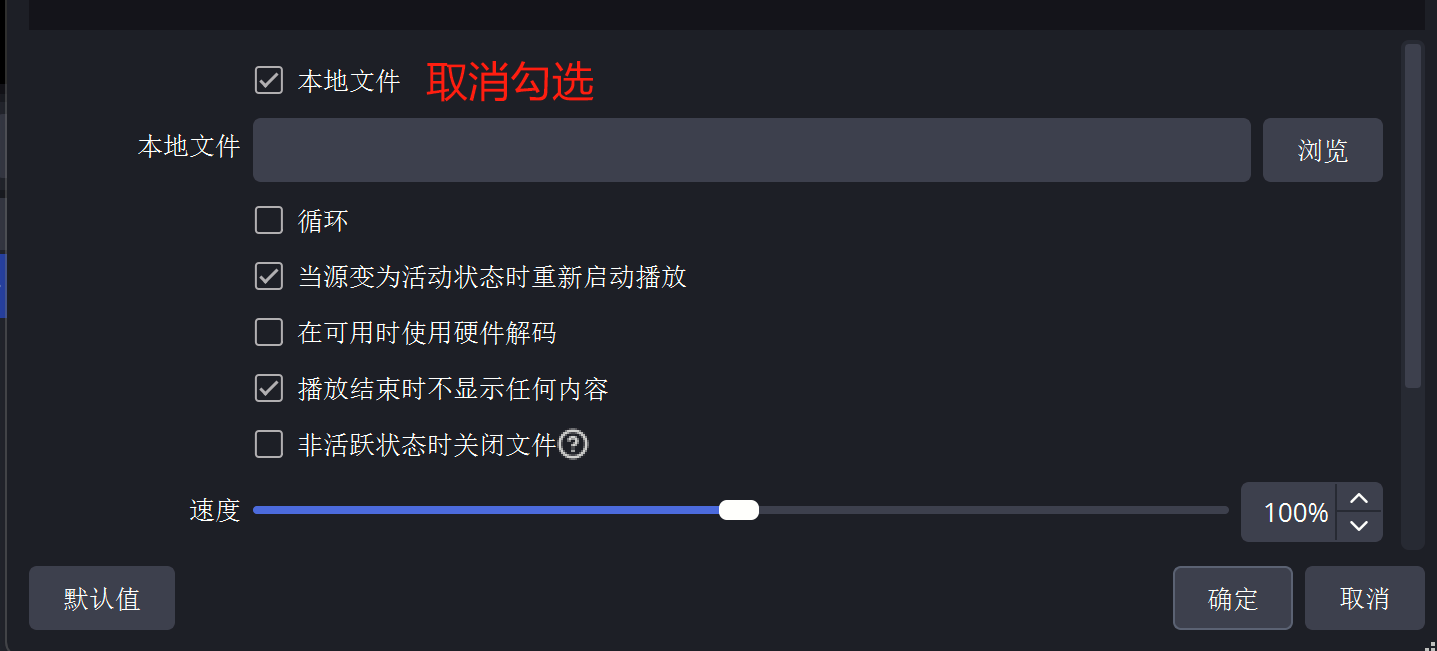 本地文件 取消勾选
本地文件 浏览
循环
当源变为活动状态时重新启动播放
在可用时使用硬件解码
播放结束时不显示任何内容
非活跃状态时关闭文件?
速度 100%
默认值 确定 取消